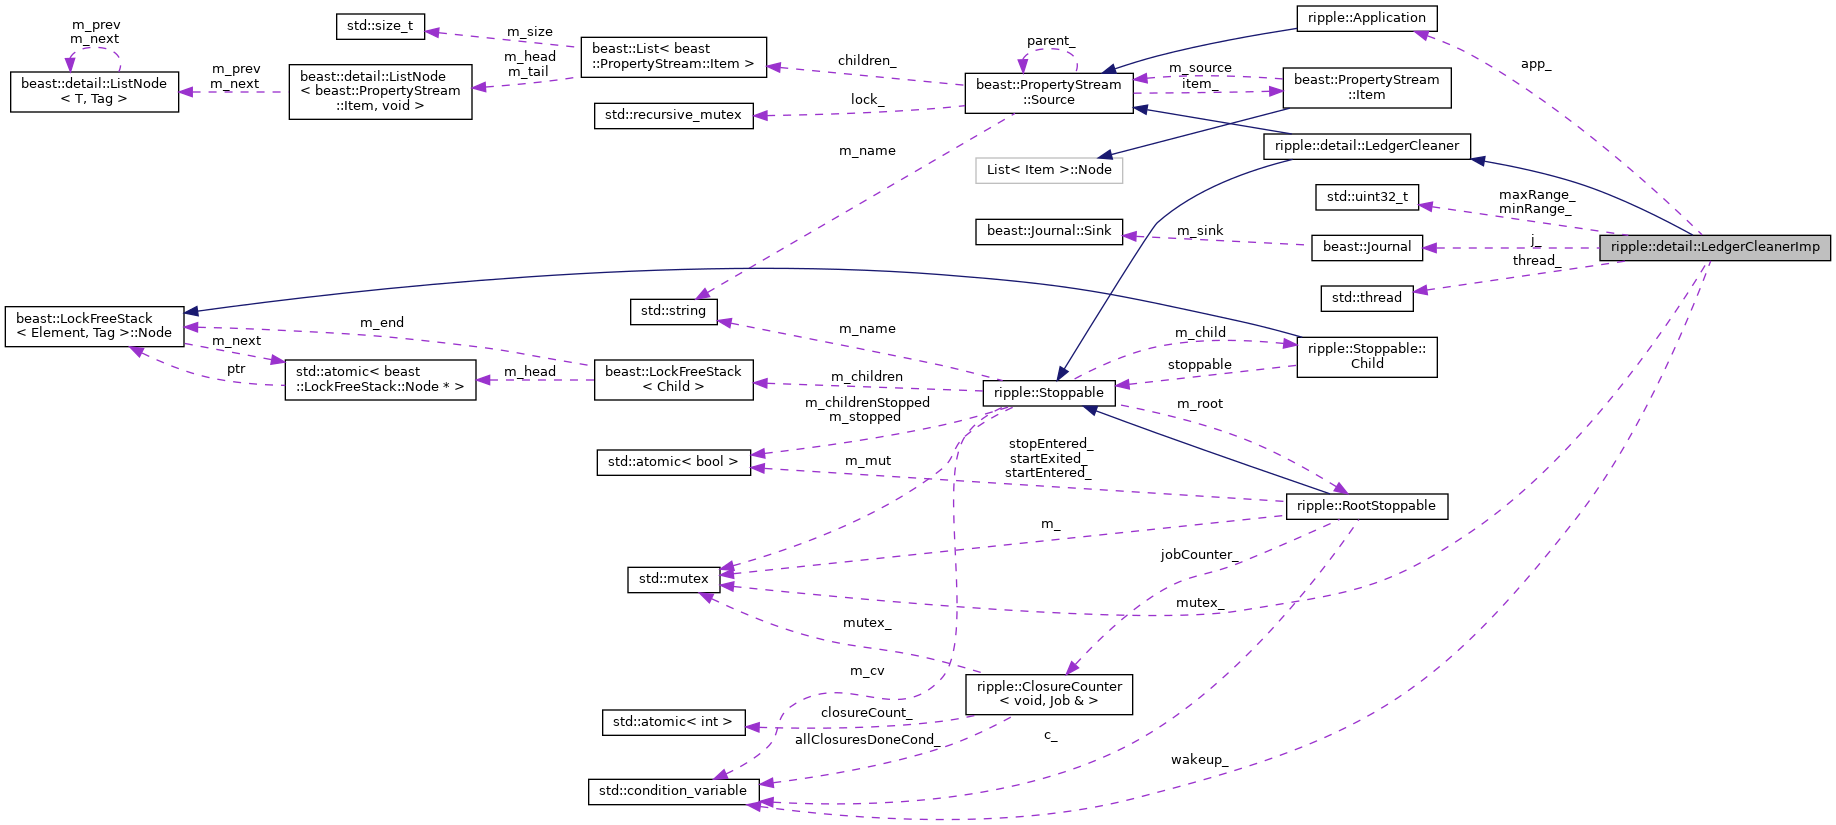 m_prev
m_next
beast::detail::ListNode
< T, Tag >
m_prev
m_next
std::size_t
m_size
m_head
m_tail
beast::detail::ListNode
< beast::PropertyStream
::Item, void >
beast::List< beast
::PropertyStream::Item >
std::recursive_mutex
children_
lock_
m_name
parent_
beast::PropertyStream
::Source
ripple::Application
m_source
item_
beast::PropertyStream
::Item
app_
List< Item >::Node
ripple::detail::LedgerCleaner
std::uint32_t
maxRange_
minRange_
beast::Journal::Sink
m_sink
beast::Journal
j_
ripple::detail::LedgerCleanerImp
thread_
std::thread
std::string
m_name
beast::LockFreeStack
< Element, Tag >::Node
m_end
m_next
ptr
std::atomic< beast
::LockFreeStack::Node * >
m_head
beast::LockFreeStack
< Child >
m_children
m_child
stoppable
ripple::Stoppable::
Child
ripple::Stoppable
m_root
m_childrenStopped
m_stopped
std::atomic< bool >
m_mut
stopEntered_
startExited_
startEntered_
ripple::RootStoppable
m_
jobCounter_
std::mutex
mutex_
mutex_
m_cv
ripple::ClosureCounter
< void, Job & >
std::atomic< int >
closureCount_
allClosuresDoneCond_
c_
wakeup_
std::condition_variable